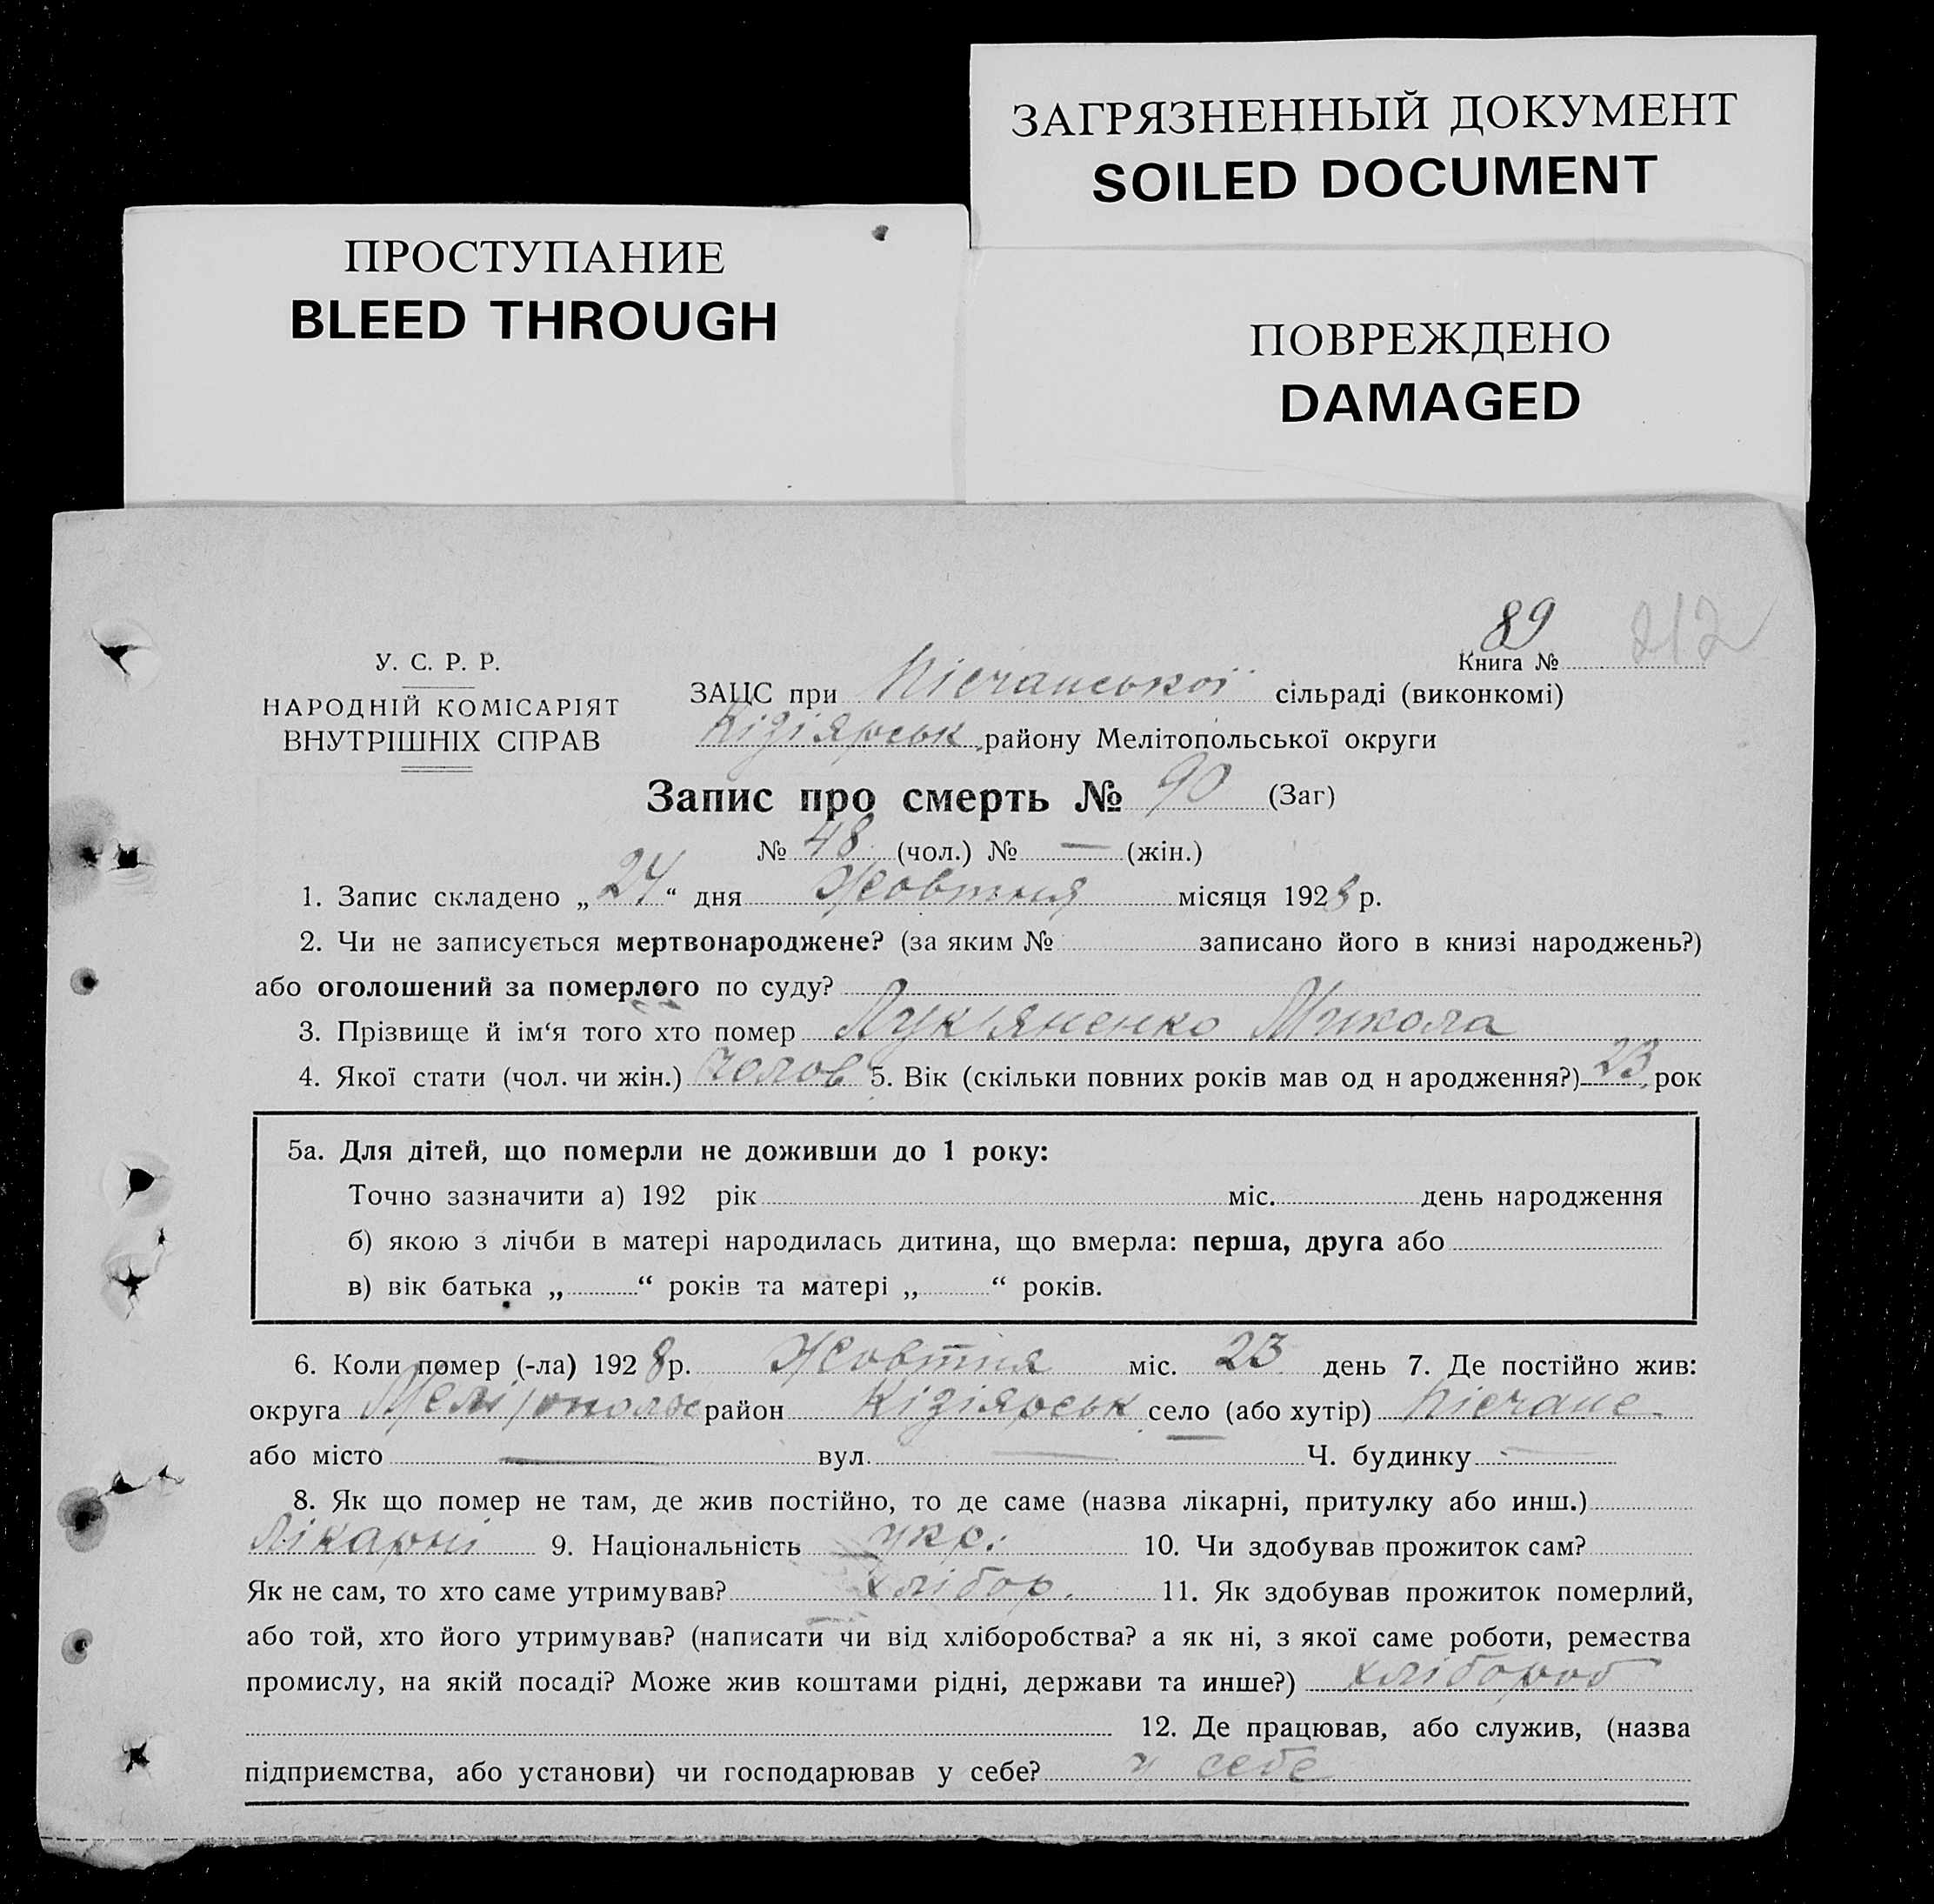 ЗАГРЯЗНЕННЫЙ ДОКУМЕНТ
SOILED DOCUMENT
ПРОСТУПАНИЕ
BLEED THROUGH
ПОВРЕЖДЕНО
DAMAGED
89
212
Книга №
У. С. Р. Р.
НАРОДНІЙ КОМІСАРІЯТ
ВНУТРІШНІХ СПРАВ
ЗАЦС при Пісчанської сільраді (виконкомі)
Кізіярськ. району Мелітопольської округи
Запис про смерть № 90 (Заг)
№ 48 (чол.) № — (жін.)
1. Запис складено „24“ дня Жовтня місяця 1928 р.
2. Чи не записується мертвонароджене? (за яким № записано його в книзі народжень?)
або оголошений за померлого по суду?
3. Прізвище й ім‘я того хто помер Лук'яненко Микола
4. Якої стати (чол. чи жін.) чолов 5. Вік (скільки повних років мав од н ародження?) 23 рок
5а. Для дітей, що померли не доживши до 1 року:
Точно зазначити а) 192 рік міс. день народження
б) якою з лічби в матері народилась дитина, що вмерла: перша, друга або
в) вік батька „ “ років та матері „ “ років.
6. Коли помер (-ла) 1928 р. Жовтня міс. 23 день 7. Де постійно жив:
округа Мелітопольс район Кізіярськ село (або хутір) Пісчане
або місто — вул. — Ч. будинку —
8. Як що помер не там, де жив постійно, то де саме (назва лікарні, притулку або инш.)
лікарні 9. Національність укр. 10. Чи здобував прожиток сам?
Як не сам, то хто саме утримував? хлібор. 11. Як здобував прожиток померлий,
або той, хто його утримував? (написати чи від хліборобства? а як ні, з якої саме роботи, ремества
промислу, на якій посаді? Може жив коштами рідні, держави та инше?) хлібороб
12. Де працював, або служив, (назва
підприємства, або установи) чи господарював у себе? у себе